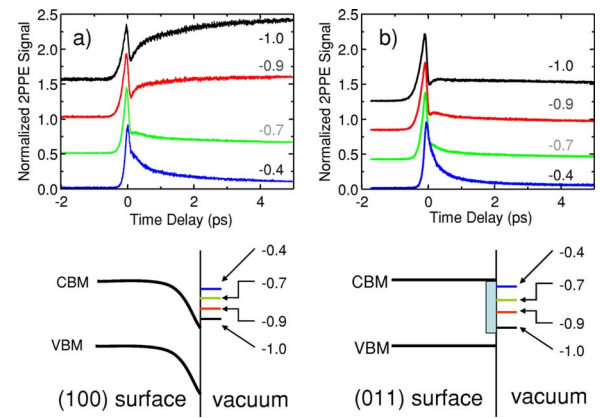 a)
Normalized 2PPE Signal
2.5
2.0
1.5
1.0
0.5
0.0
-1.0
-0.9
-0.7
-0.4
-2 0 2 4
Time Delay (ps)
b)
Normalized 2PPE Signal
2.5
2.0
1.5
1.0
0.5
0.0
-1.0
-0.9
-0.7
-0.4
-2 0 2 4
Time Delay (ps)
CBM
VBM
-0.4
-0.7
-0.9
-1.0
(100) surface vacuum
CBM
VBM
-0.4
-0.7
-0.9
-1.0
(011) surface vacuum